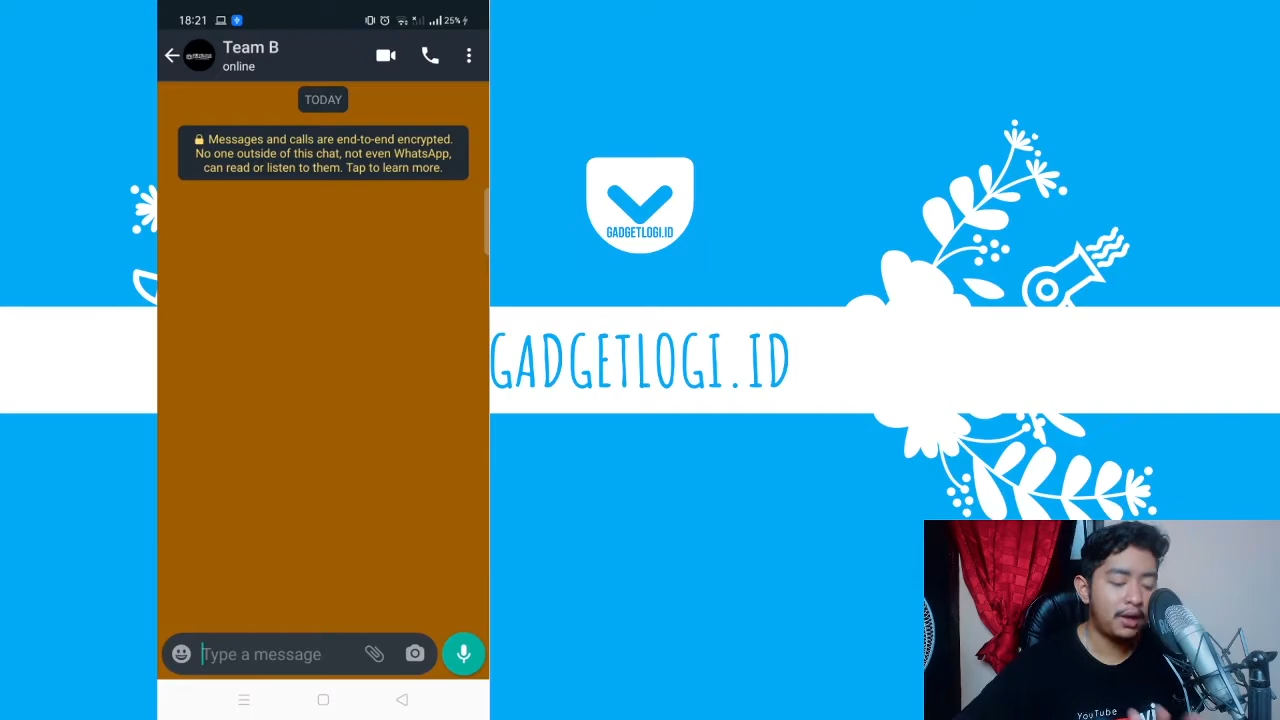 18:21
25%
Team B
online
TODAY
Messages and calls are end-to-end encrypted.
No one outside of this chat, not even WhatsApp,
can read or listen to them. Tap to learn more.
GADGETLOGI.ID
GADGETLOGI.ID
Type a message
YouTube